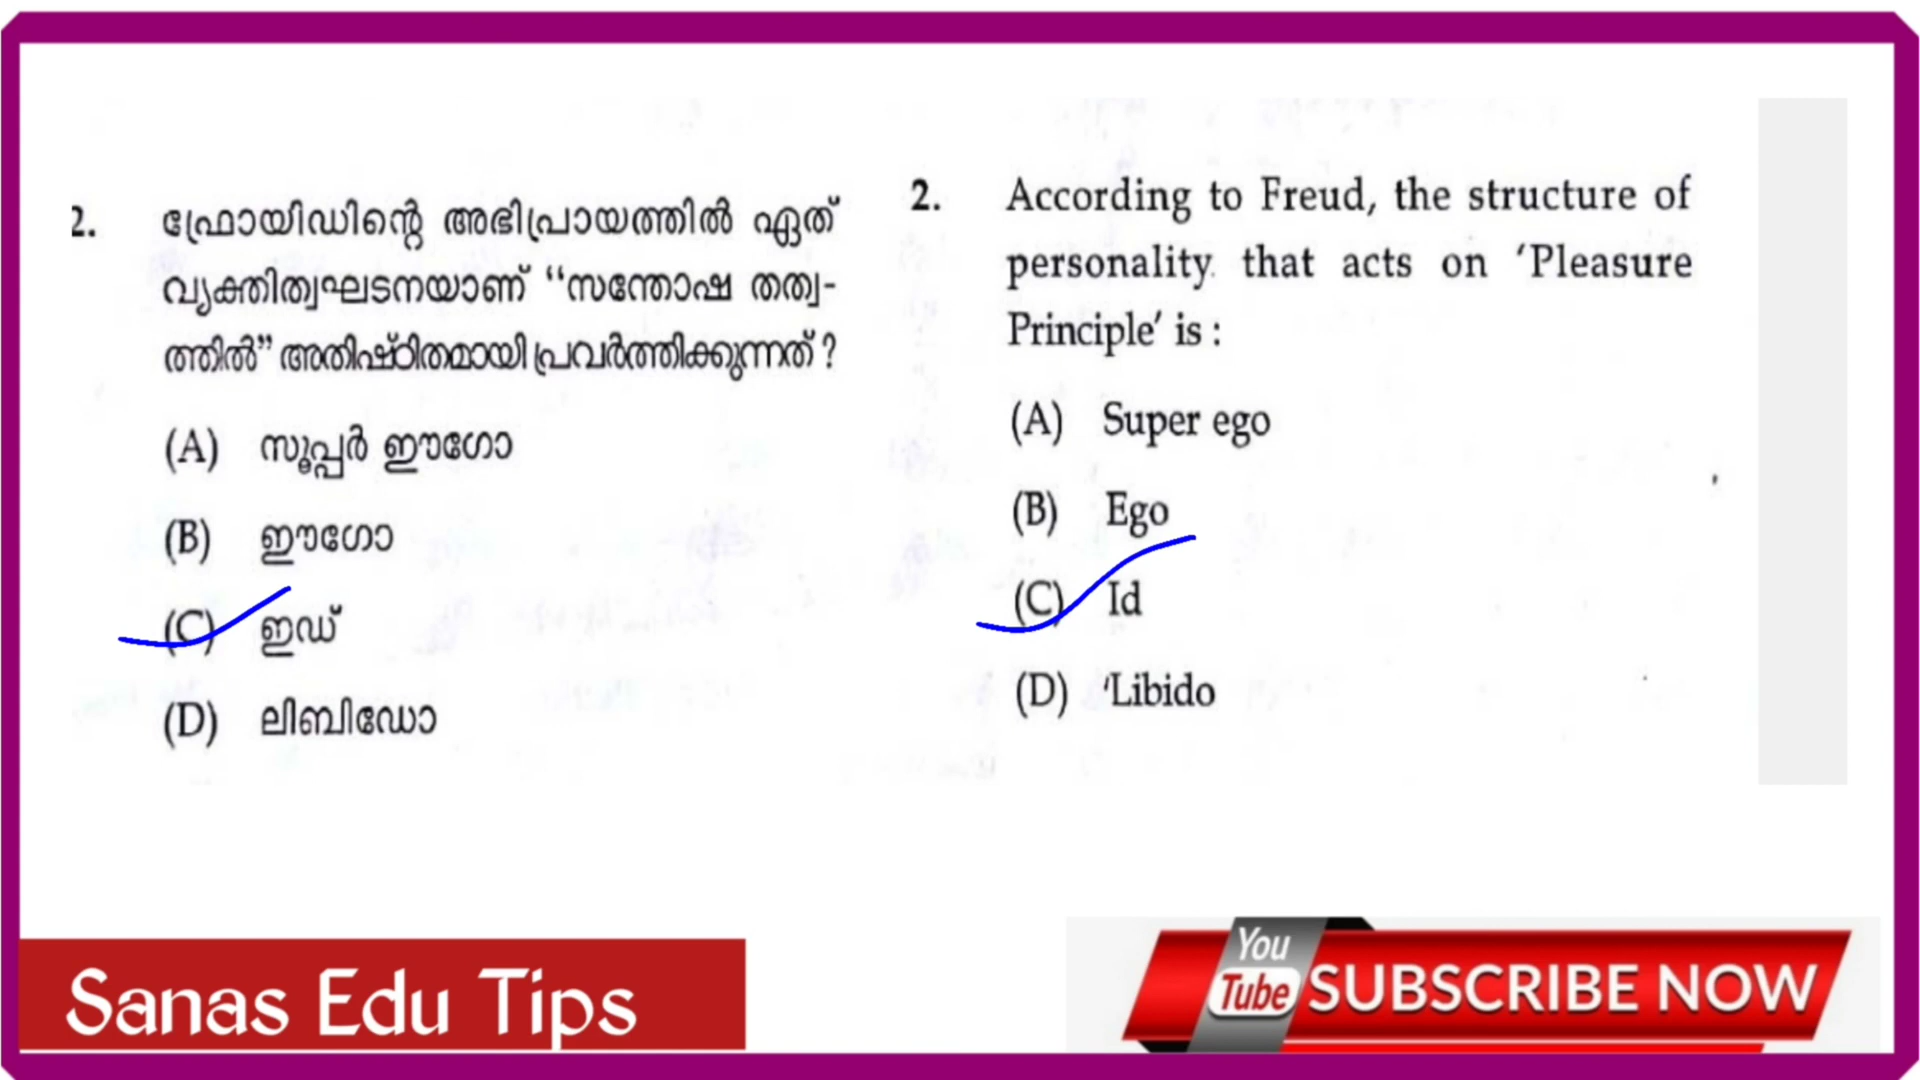 2. ഫ്രോയിഡിന്റെ അഭിപ്രായത്തിൽ ഏത്
വ്യക്തിത്വഘടനയാണ് “സന്തോഷ തത്വ-
ത്തിൽ” അതിഷ്ഠിതമായി പ്രവർത്തിക്കുന്നത് ?
(A) സൂപ്പർ ഈഗോ
(B) ഈഗോ
(C) ഇഡ്
(D) ലിബിഡോ
2. According to Freud, the structure of
personality that acts on ‘Pleasure
Principle’ is :
(A) Super ego
(B) Ego
(C) Id
(D) ‘Libido
Sanas Edu Tips
You
Tube
SUBSCRIBE NOW